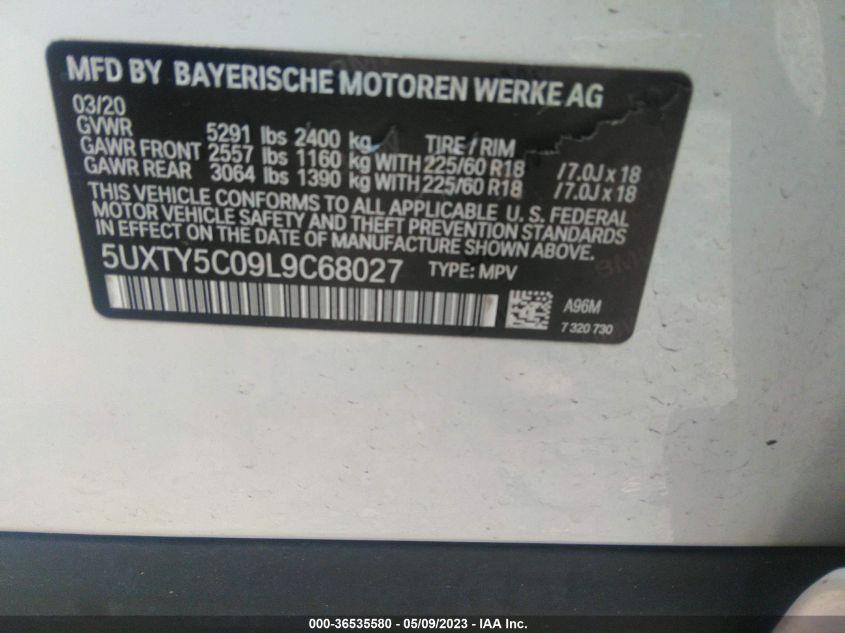 MFD BY BAYERISCHE MOTOREN WERKE AG
03/20
GVWR 5291 lbs 2400 kg TIRE / RIM
GAWR FRONT 2557 lbs 1160 kg WITH 225/60 R18 /7.0J x 18
GAWR REAR 3064 lbs 1390 kg WITH 225/60 R18 /7.0J x 18
THIS VEHICLE CONFORMS TO ALL APPLICABLE U. S. FEDERAL
MOTOR VEHICLE SAFETY AND THEFT PREVENTION STANDARDS
IN EFFECT ON THE DATE OF MANUFACTURE SHOWN ABOVE.
5UXTY5C09L9C68027 TYPE: MPV
A96M
7 320 730
000-36535580 - 05/09/2023 - IAA Inc.